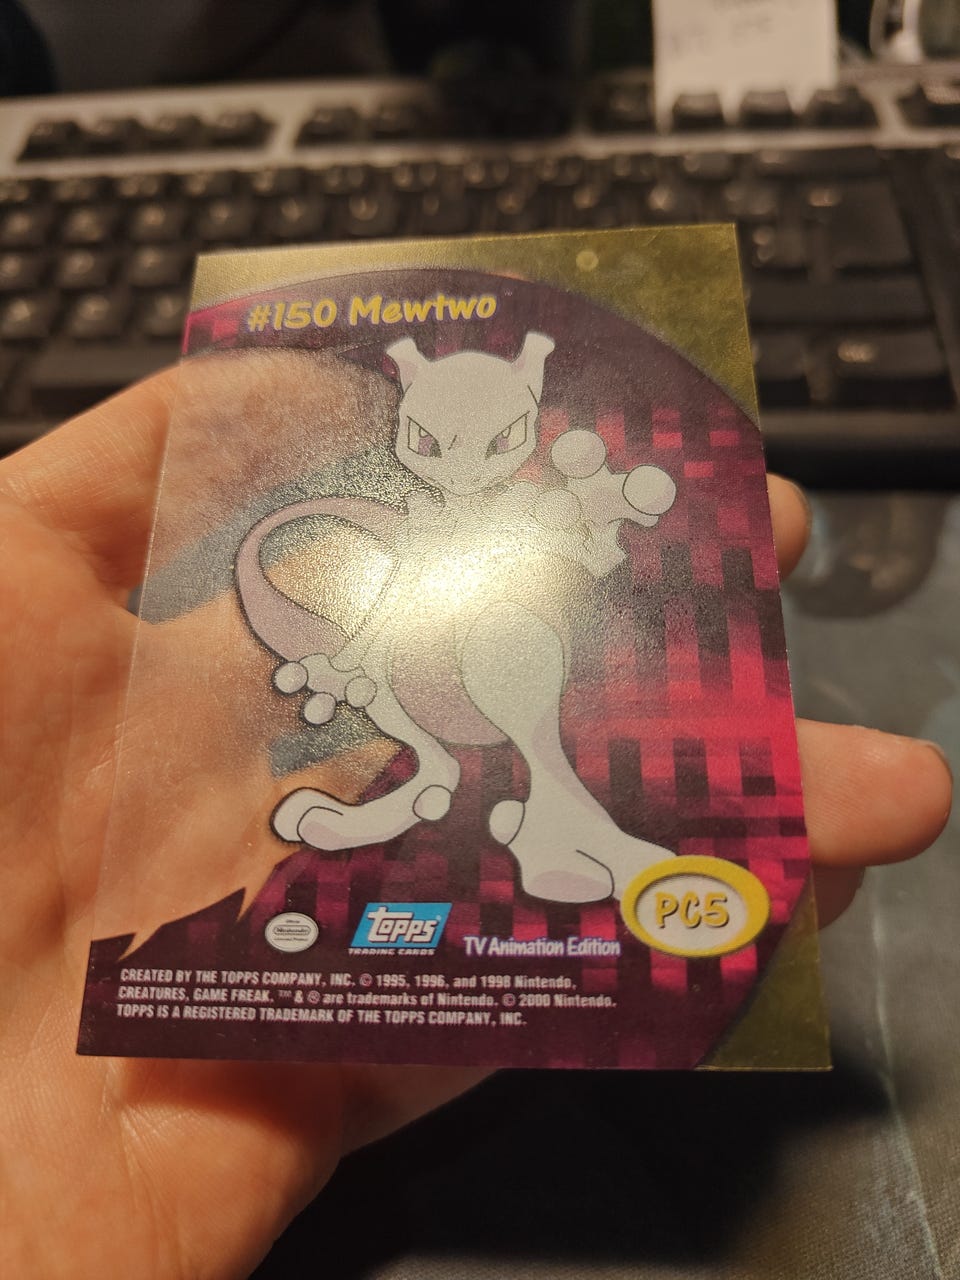 #150 Mewtwo
PC5
Nintendo
TOPPS
TRADING CARDS
TV Animation Edition
CREATED BY THE TOPPS COMPANY, INC. © 1995, 1996, and 1998 Nintendo,
CREATURES, GAME FREAK. ™ & ® are trademarks of Nintendo. © 2000 Nintendo.
TOPPS IS A REGISTERED TRADEMARK OF THE TOPPS COMPANY, INC.